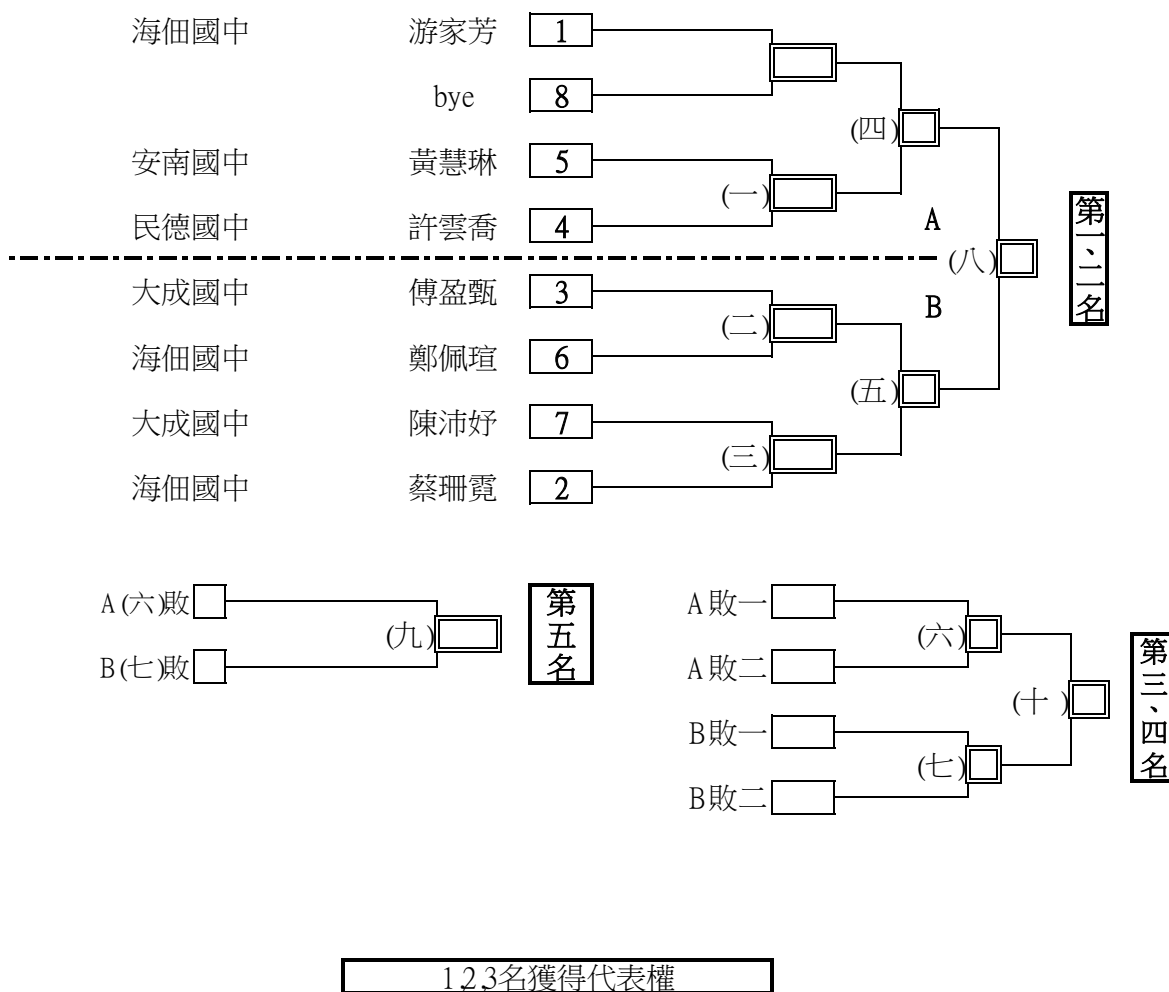 海佃國中 游家芳 1
bye 8
(四)
安南國中 黃慧琳 5
(一)
民德國中 許雲喬 4
A
(八)
第一、二名
B
大成國中 傅盈甄 3
(二)
海佃國中 鄭佩瑄 6
(五)
大成國中 陳沛妤 7
(三)
海佃國中 蔡珊霓 2
A(六)敗
(九)
B(七)敗
第五名
A敗一
(六)
A敗二
(十)
B敗一
(七)
B敗二
第三、四名
1,2,3名獲得代表權